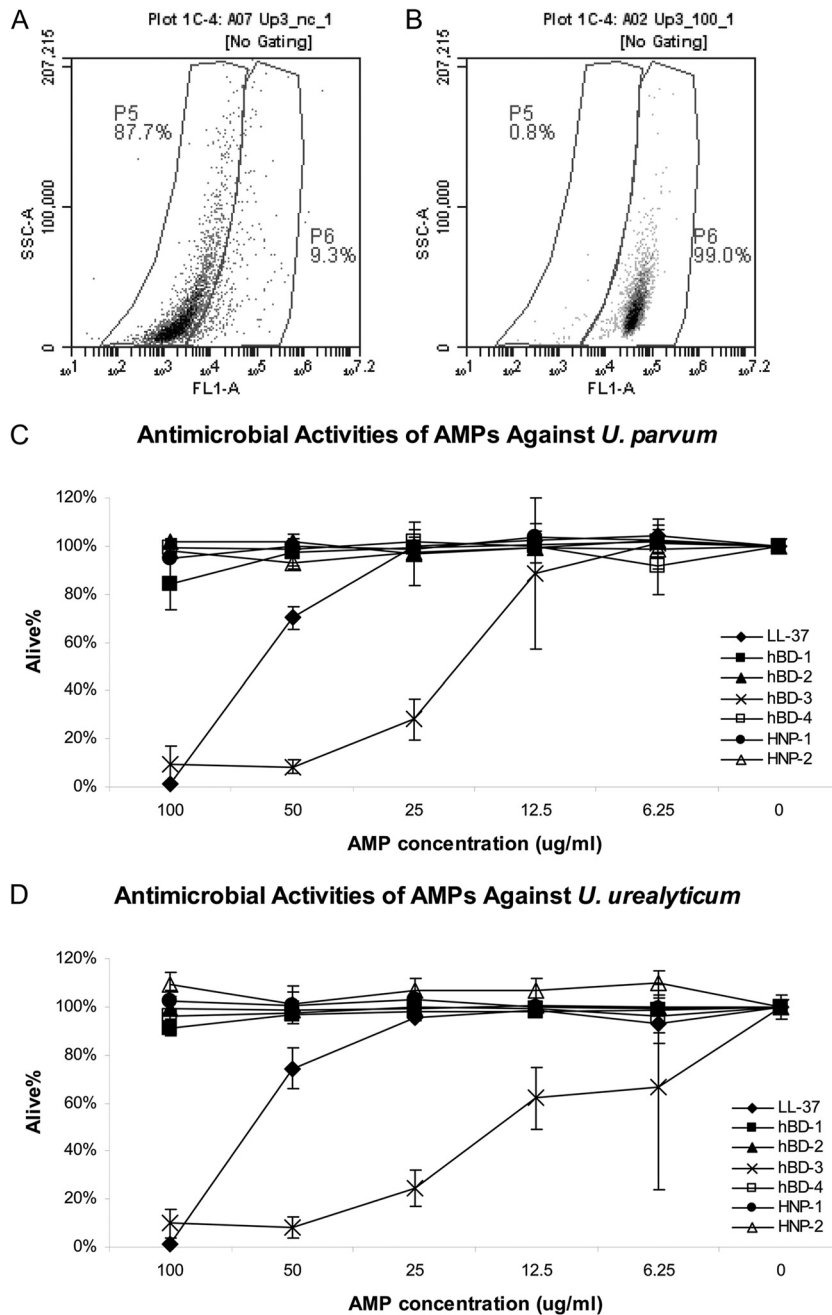 A
Plot 1C-4: A07 Up3_nc_1
[No Gating]
207,215
100,000
0
SSC-A
P5
87.7%
P6
9.3%
10^1 10^2 10^3 10^4 10^5 10^6 10^7.2
FL1-A
B
Plot 1C-4: A02 Up3_100_1
[No Gating]
207,215
100,000
0
SSC-A
P5
0.8%
P6
99.0%
10^1 10^2 10^3 10^4 10^5 10^6 10^7.2
FL1-A
C
Antimicrobial Activities of AMPs Against U. parvum
120%
100%
80%
60%
40%
20%
0%
Alive%
LL-37
hBD-1
hBD-2
hBD-3
hBD-4
HNP-1
HNP-2
100 50 25 12.5 6.25 0
AMP concentration (ug/ml)
D
Antimicrobial Activities of AMPs Against U. urealyticum
120%
100%
80%
60%
40%
20%
0%
Alive%
LL-37
hBD-1
hBD-2
hBD-3
hBD-4
HNP-1
HNP-2
100 50 25 12.5 6.25 0
AMP concentration (ug/ml)